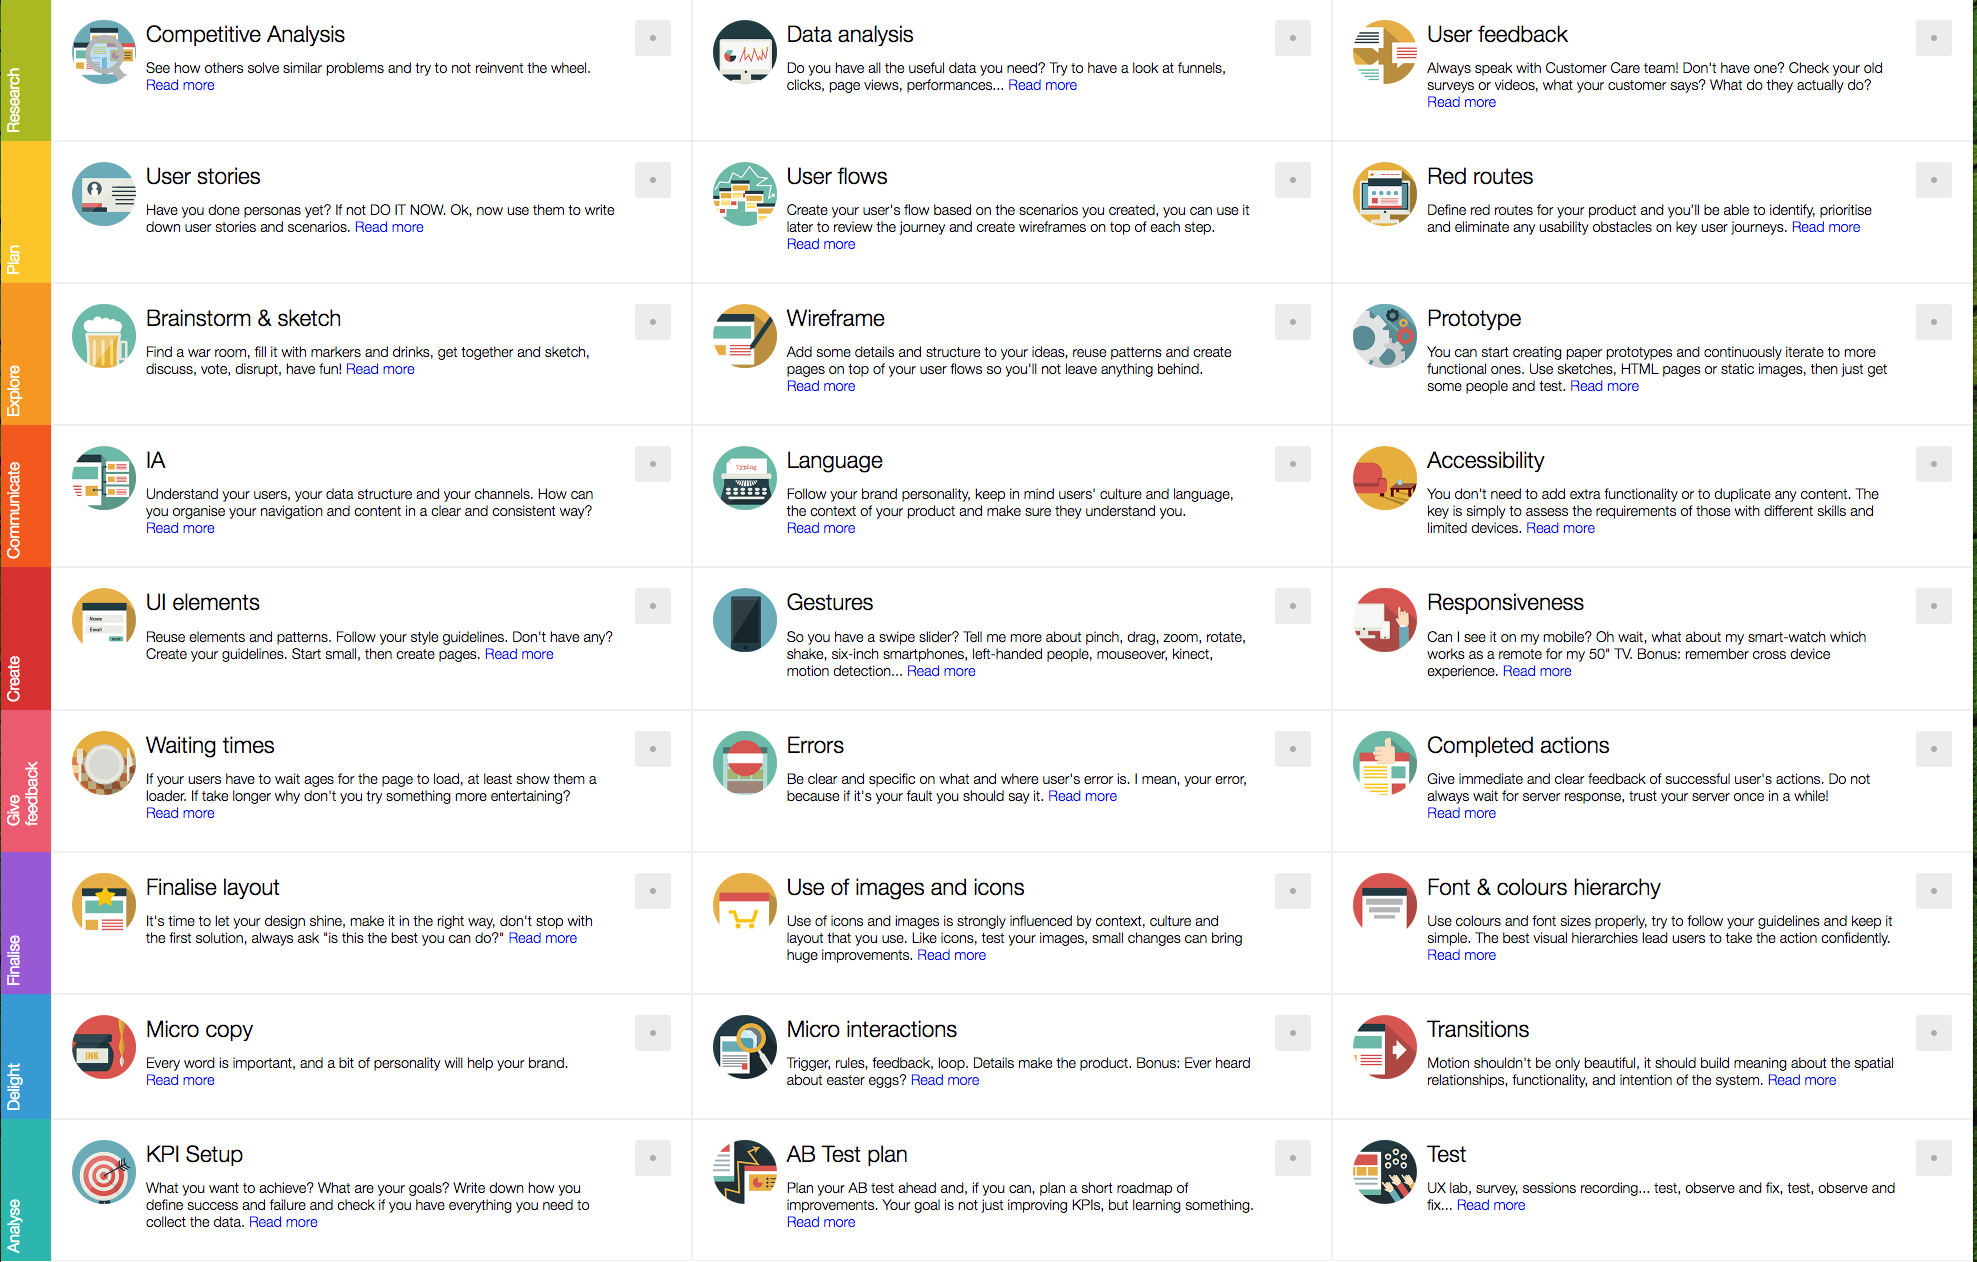 Research
Competitive Analysis
See how others solve similar problems and try to not reinvent the wheel.
Read more
Data analysis
Do you have all the useful data you need? Try to have a look at funnels,
clicks, page views, performances... Read more
User feedback
Always speak with Customer Care team! Don't have one? Check your old
surveys or videos, what your customer says? What do they actually do?
Read more
Plan
User stories
Have you done personas yet? If not DO IT NOW. Ok, now use them to write
down user stories and scenarios. Read more
User flows
Create your user's flow based on the scenarios you created, you can use it
later to review the journey and create wireframes on top of each step.
Read more
Red routes
Define red routes for your product and you'll be able to identify, prioritise
and eliminate any usability obstacles on key user journeys. Read more
Explore
Brainstorm & sketch
Find a war room, fill it with markers and drinks, get together and sketch,
discuss, vote, disrupt, have fun! Read more
Wireframe
Add some details and structure to your ideas, reuse patterns and create
pages on top of your user flows so you'll not leave anything behind.
Read more
Prototype
You can start creating paper prototypes and continuously iterate to more
functional ones. Use sketches, HTML pages or static images, then just get
some people and test. Read more
Communicate
IA
Understand your users, your data structure and your channels. How can
you organise your navigation and content in a clear and consistent way?
Read more
typing
Language
Follow your brand personality, keep in mind users' culture and language,
the context of your product and make sure they understand you.
Read more
Accessibility
You don't need to add extra functionality or to duplicate any content. The
key is simply to assess the requirements of those with different skills and
limited devices. Read more
Create
Name
Email
UI elements
Reuse elements and patterns. Follow your style guidelines. Don't have any?
Create your guidelines. Start small, then create pages. Read more
Gestures
So you have a swipe slider? Tell me more about pinch, drag, zoom, rotate,
shake, six-inch smartphones, left-handed people, mouseover, kinect,
motion detection... Read more
Responsiveness
Can I see it on my mobile? Oh wait, what about my smart-watch which
works as a remote for my 50" TV. Bonus: remember cross device
experience. Read more
Give
feedback
Waiting times
If your users have to wait ages for the page to load, at least show them a
loader. If take longer why don't you try something more entertaining?
Read more
Errors
Be clear and specific on what and where user's error is. I mean, your error,
because if it's your fault you should say it. Read more
Completed actions
Give immediate and clear feedback of successful user's actions. Do not
always wait for server response, trust your server once in a while!
Read more
Finalise
Finalise layout
It's time to let your design shine, make it in the right way, don't stop with
the first solution, always ask "is this the best you can do?" Read more
Use of images and icons
Use of icons and images is strongly influenced by context, culture and
layout that you use. Like icons, test your images, small changes can bring
huge improvements. Read more
Font & colours hierarchy
Use colours and font sizes properly, try to follow your guidelines and keep it
simple. The best visual hierarchies lead users to take the action confidently.
Read more
Delight
INK
Micro copy
Every word is important, and a bit of personality will help your brand.
Read more
Micro interactions
Trigger, rules, feedback, loop. Details make the product. Bonus: Ever heard
about easter eggs? Read more
Transitions
Motion shouldn't be only beautiful, it should build meaning about the spatial
relationships, functionality, and intention of the system. Read more
Analyse
KPI Setup
What you want to achieve? What are your goals? Write down how you
define success and failure and check if you have everything you need to
collect the data. Read more
AB Test plan
Plan your AB test ahead and, if you can, plan a short roadmap of
improvements. Your goal is not just improving KPIs, but learning something.
Read more
Test
UX lab, survey, sessions recording... test, observe and fix, test, observe and
fix... Read more